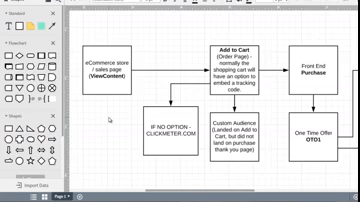 Standard
T
Flowchart
Shapes
Import Data
Page 1
eCommerce store
/ sales page
(ViewContent)
Add to Cart
(Order Page) -
normally the
shopping cart will
have an option to
embed a tracking
code.
Front End
Purchase
IF NO OPTION -
CLICKMETER.COM
Custom Audience
(Landed on Add to
Cart, but did not
land on purchase
thank you page)
One Time Offer
OTO1